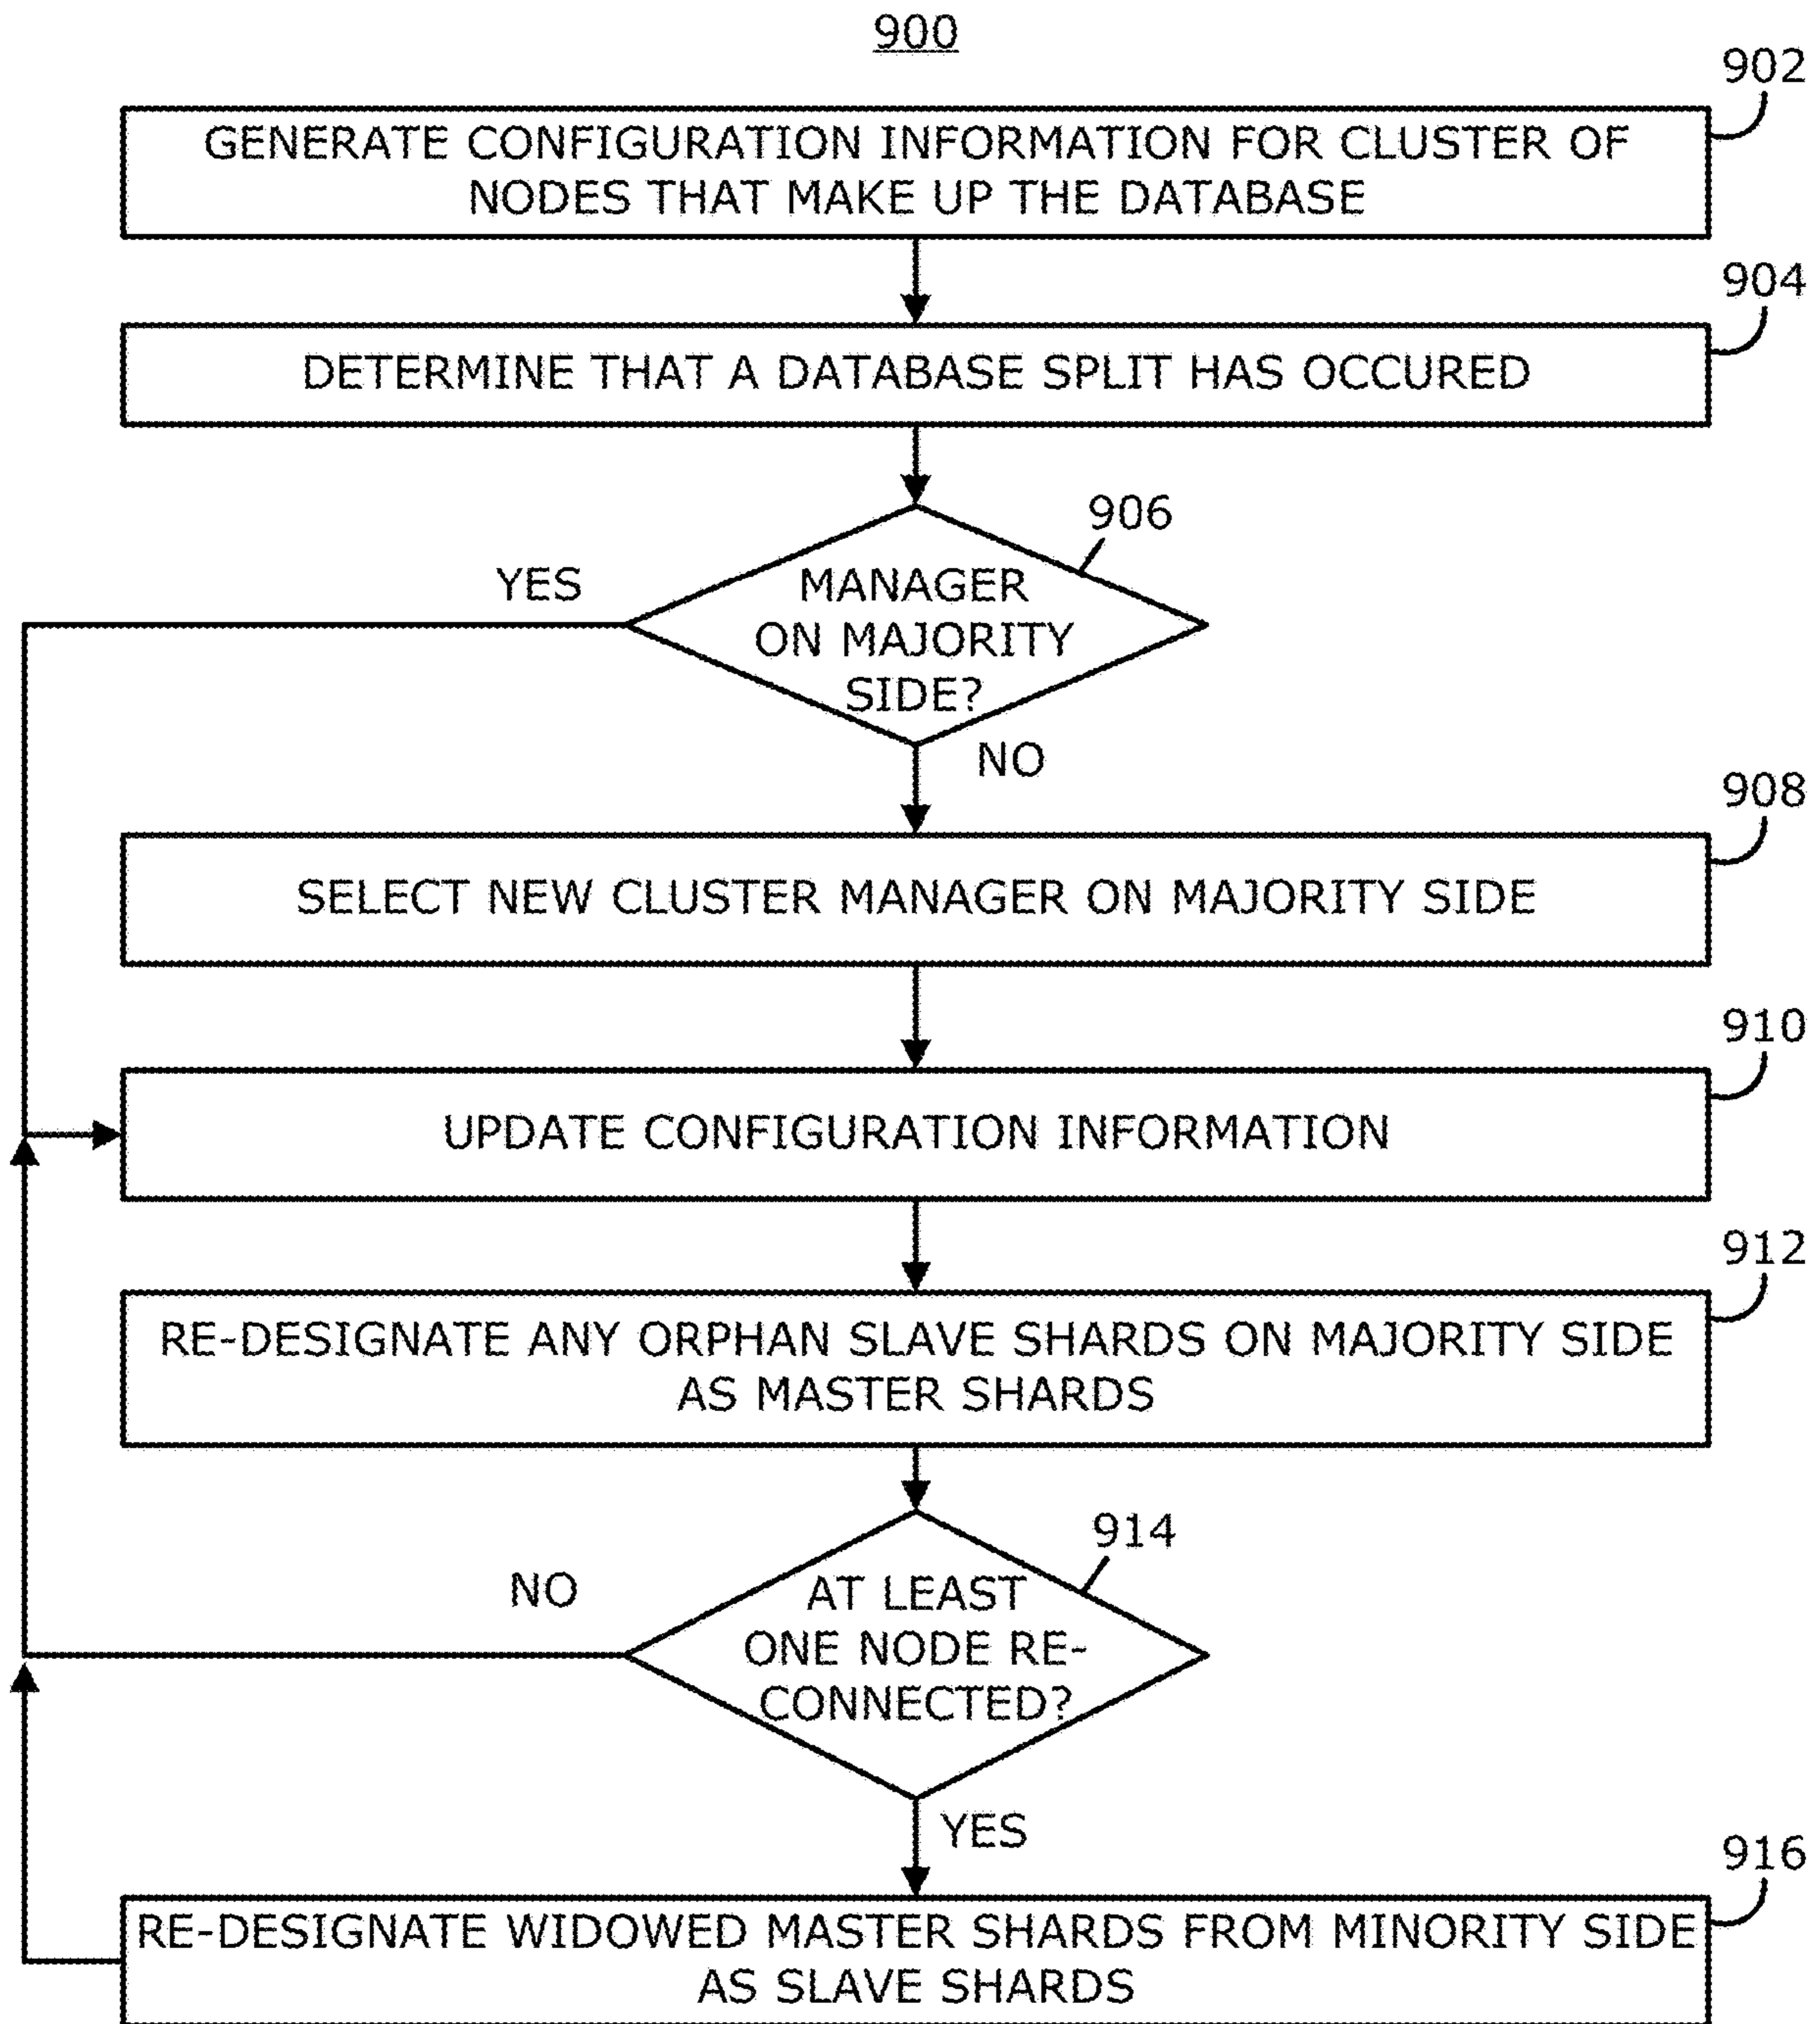 900
902
GENERATE CONFIGURATION INFORMATION FOR CLUSTER OF
NODES THAT MAKE UP THE DATABASE
904
DETERMINE THAT A DATABASE SPLIT HAS OCCURED
906
YES
MANAGER
ON MAJORITY
SIDE?
NO
908
SELECT NEW CLUSTER MANAGER ON MAJORITY SIDE
910
UPDATE CONFIGURATION INFORMATION
912
RE-DESIGNATE ANY ORPHAN SLAVE SHARDS ON MAJORITY SIDE
AS MASTER SHARDS
914
NO
AT LEAST
ONE NODE RE-
CONNECTED?
YES
916
RE-DESIGNATE WIDOWED MASTER SHARDS FROM MINORITY SIDE
AS SLAVE SHARDS